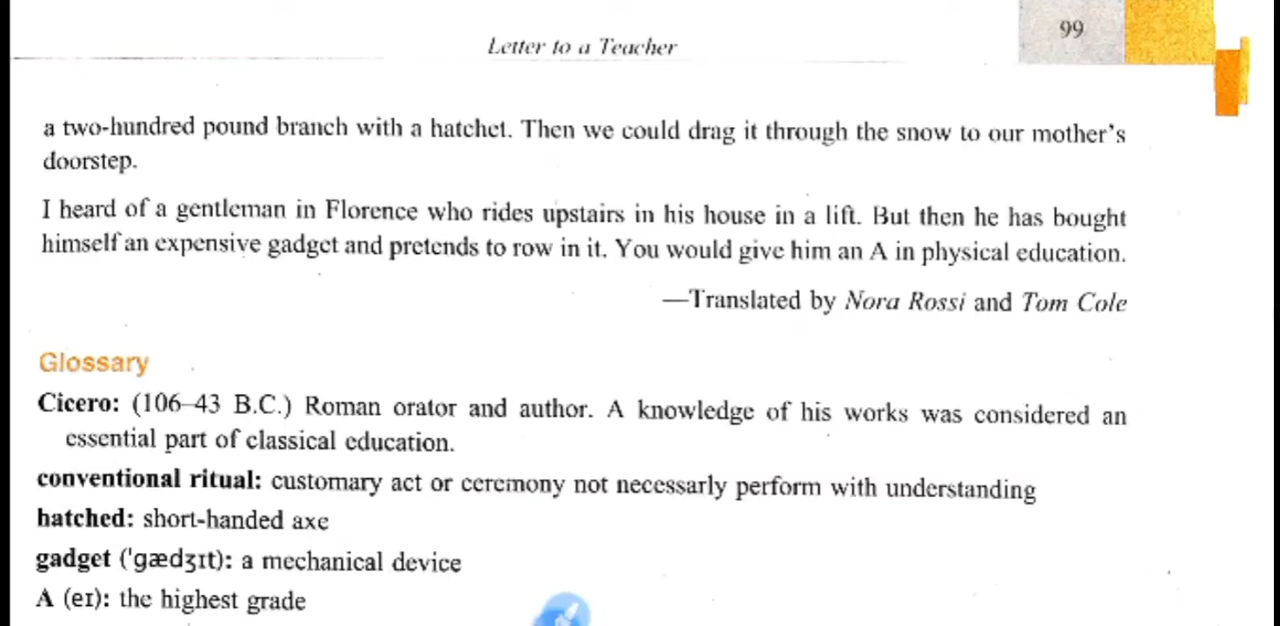 99
Letter to a Teacher
a two-hundred pound branch with a hatchet. Then we could drag it through the snow to our mother's
doorstep.
I heard of a gentleman in Florence who rides upstairs in his house in a lift. But then he has bought
himself an expensive gadget and pretends to row in it. You would give him an A in physical education.
—Translated by Nora Rossi and Tom Cole
Glossary
Cicero: (106–43 B.C.) Roman orator and author. A knowledge of his works was considered an
essential part of classical education.
conventional ritual: customary act or ceremony not necessarly perform with understanding
hatched: short-handed axe
gadget ('gædʒɪt): a mechanical device
A (eɪ): the highest grade